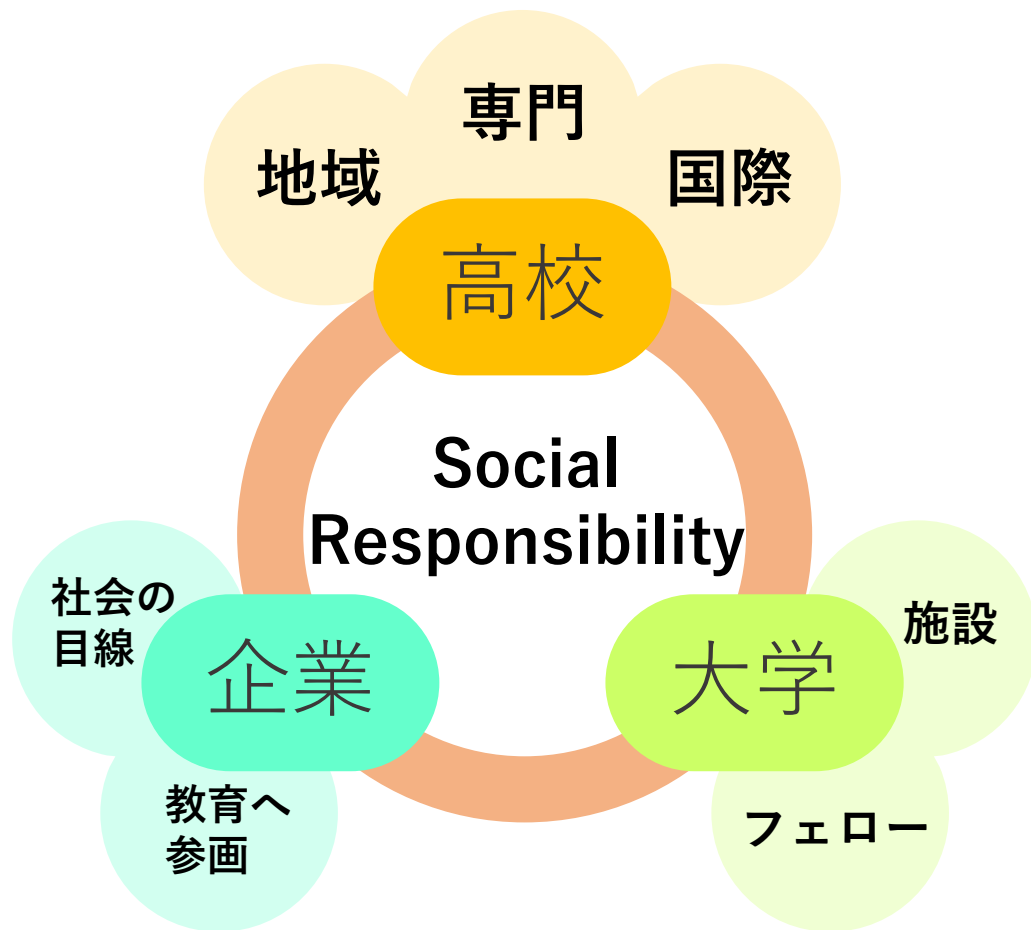 専門
地域
国際
高校
Social
Responsibility
社会の
目線
企業
教育へ
参画
大学
施設
フェロー